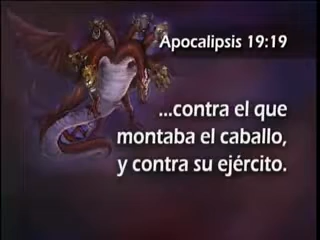 Apocalipsis 19:19
...contra el que
montaba el caballo,
y contra su ejército.